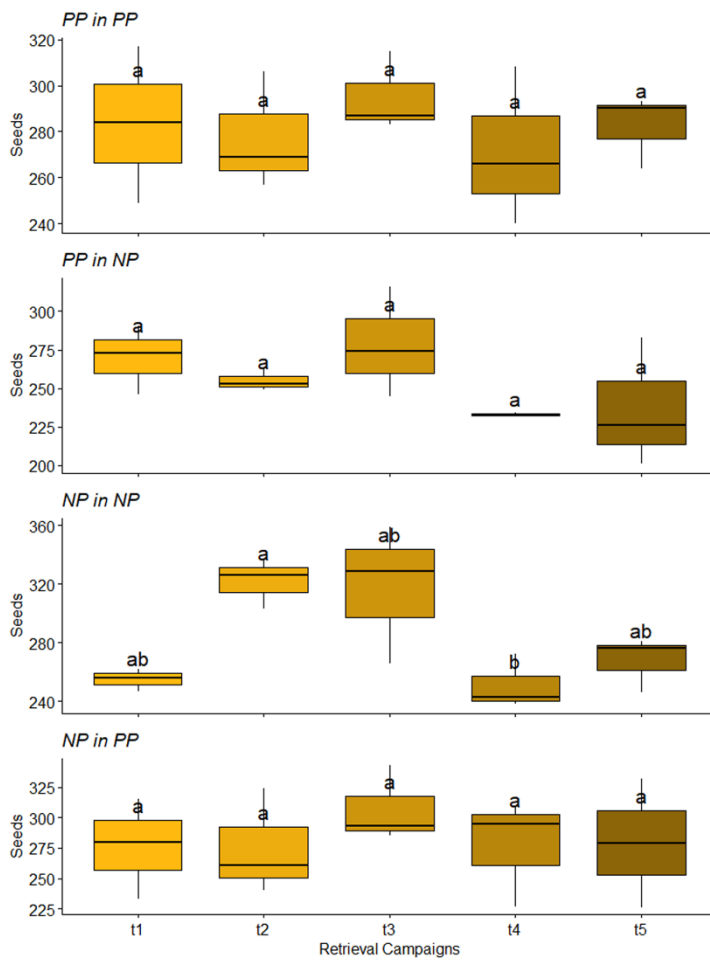 PP in PP
320
300
280
260
240
Seeds
a
a
a
a
a
PP in NP
300
275
250
225
200
Seeds
a
a
a
a
a
NP in NP
360
320
280
240
Seeds
ab
a
ab
b
ab
NP in PP
325
300
275
250
225
Seeds
a
a
a
a
a
t1 t2 t3 t4 t5
Retrieval Campaigns